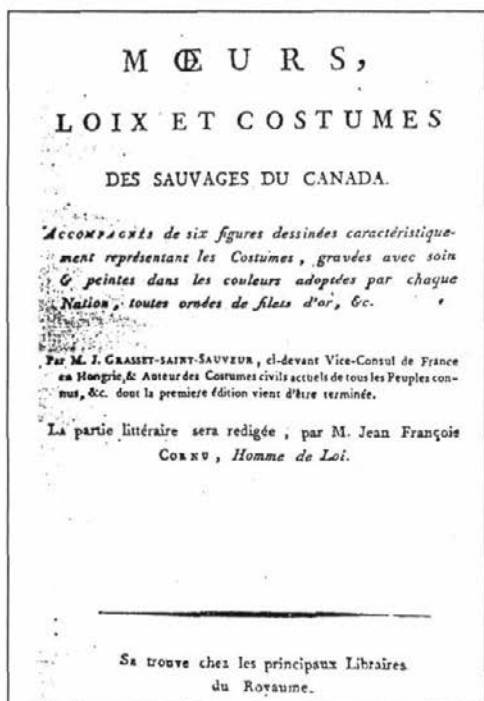 MŒURS,
LOIX ET COSTUMES
DES SAUVAGES DU CANADA.
ACCOMPAGNÉS de six figures dessinées caractéristique-
ment représentant les Costumes, gravées avec soin
& peintes dans les couleurs adoptées par chaque
Nation, toutes ornées de filets d'or, &c.
Par M. J. GRASSET-SAINT-SAUVEUR, ci-devant Vice-Consul de France
en Hongrie, & Auteur des Costumes civils actuels de tous les Peuples con-
nus, &c. dont la premiere édition vient d'être terminée.
La partie littéraire sera redigée, par M. Jean François
CORNU, Homme de Loi.
Se trouve chez les principaux Libraires
du Royaume.